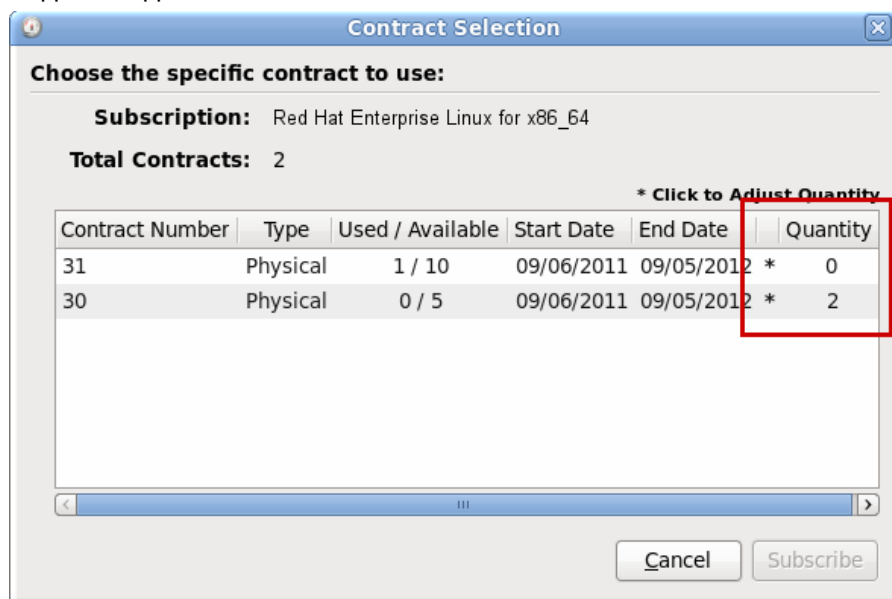 Contract Selection
Choose the specific contract to use:
Subscription: Red Hat Enterprise Linux for x86_64
Total Contracts: 2
* Click to Adjust Quantity
Contract Number Type Used / Available Start Date End Date Quantity
31 Physical 1 / 10 09/06/2011 09/05/2012 * 0
30 Physical 0 / 5 09/06/2011 09/05/2012 * 2
Cancel Subscribe